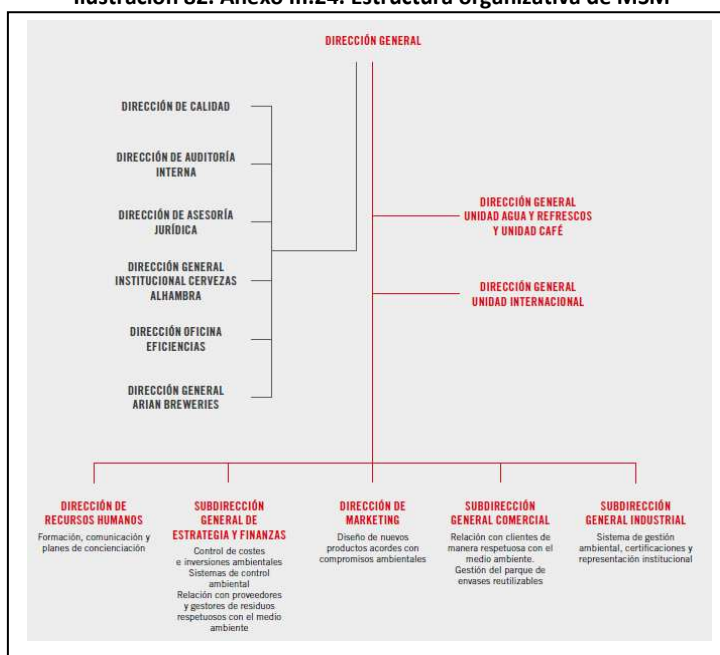 Ilustración 82. Anexo III.24. Estructura organizativa de MSM
DIRECCIÓN GENERAL
DIRECCIÓN DE CALIDAD
DIRECCIÓN DE AUDITORÍA
INTERNA
DIRECCIÓN DE ASESORÍA
JURÍDICA
DIRECCIÓN GENERAL
INSTITUCIONAL CERVEZAS
ALHAMBRA
DIRECCIÓN OFICINA
EFICIENCIAS
DIRECCIÓN GENERAL
ARIAN BREWERIES
DIRECCIÓN GENERAL
UNIDAD AGUA Y REFRESCOS
Y UNIDAD CAFÉ
DIRECCIÓN GENERAL
UNIDAD INTERNACIONAL
DIRECCIÓN DE
RECURSOS HUMANOS
Formación, comunicación y
planes de concienciación
SUBDIRECCIÓN
GENERAL DE
ESTRATEGIA Y FINANZAS
Control de costes
e inversiones ambientales
Sistemas de control
ambiental
Relación con proveedores
y gestores de residuos
respetuosos con el medio
ambiente
DIRECCIÓN DE
MARKETING
Diseño de nuevos
productos acordes con
compromisos ambientales
SUBDIRECCIÓN
GENERAL COMERCIAL
Relación con clientes de
manera respetuosa con el
medio ambiente.
Gestión del parque de
envases reutilizables
SUBDIRECCIÓN
GENERAL INDUSTRIAL
Sistema de gestión
ambiental, certificaciones y
representación institucional